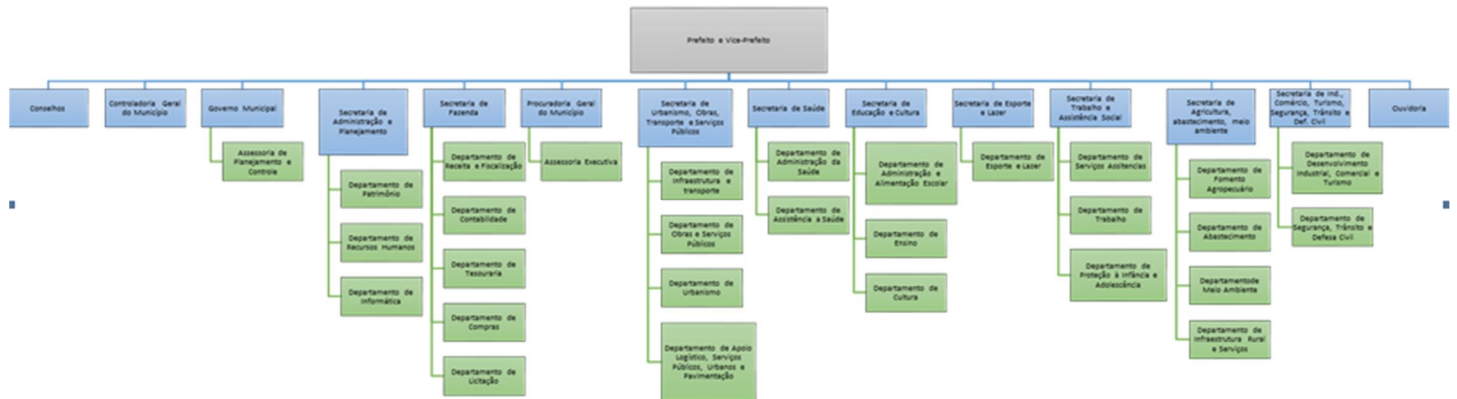 Prefeito e Vice-Prefeito
Conselhos
Controladoria Geral
do Município
Governo Municipal
Assessoria de
Planejamento e
Controle
Secretaria de
Administração e
Planejamento
Departamento de
Patrimônio
Departamento de
Recursos Humanos
Departamento de
Informática
Secretaria de
Fazenda
Departamento de
Receita e Fiscalização
Departamento de
Contabilidade
Departamento de
Tesouraria
Departamento de
Compras
Departamento de
Licitação
Procuradoria Geral
do Município
Assessoria Executiva
Secretaria de
Urbanismo, Obras,
Transporte e Serviços
Públicos
Departamento de
Infraestrutura e
transporte
Departamento de
Obras e Serviços
Públicos
Departamento de
Urbanismo
Departamento de Apoio
Logístico, Serviços
Públicos, Urbanos e
Pavimentação
Secretaria de Saúde
Departamento de
Administração da
Saúde
Departamento de
Assistência a Saúde
Secretaria de
Educação e Cultura
Departamento de
Administração e
Alimentação Escolar
Departamento de
Ensino
Departamento de
Cultura
Secretaria de Esporte
e Lazer
Departamento de
Esporte e Lazer
Secretaria de
Trabalho e
Assistência Social
Departamento de
Serviços Assitencias
Departamento de
Trabalho
Departamento de
Proteção à Infância e
Adolescência
Secretaria de
Agricultura,
abastecimento, meio
ambiente
Departamento de
Fomento
Agropecuário
Departamento de
Abastecimento
Departamentode
Meio Ambiente
Departamento de
Infraestrutura Rural
e Serviços
Secretaria de Ind.,
Comércio, Turismo,
Segurança, Trânsito e
Def. Civil
Departamento de
Desenvolvimento
Industrial, Comercial e
Turismo
Departamento de
Segurança, Trânsito e
Defesa Civil
Ouvidoria